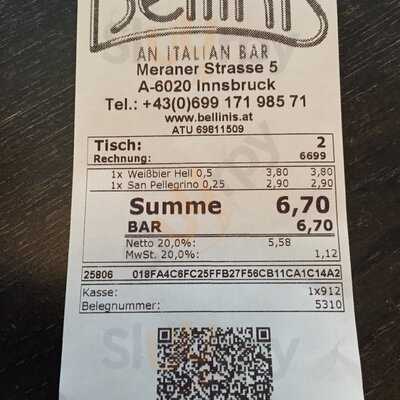 Bellinis
AN ITALIAN BAR
Meraner Strasse 5
A-6020 Innsbruck
Tel.: +43(0)699 171 985 71
www.bellinis.at
ATU 69811509
Tisch: 2
Rechnung: 6699
1x Weißbier Hell 0,5 3,80 3,80
1x San Pellegrino 0,25 2,90 2,90
Summe 6,70
BAR 6,70
Netto 20,0%: 5,58
MwSt. 20,0%: 1,12
25806 018FA4C6FC25FFB27F56CB11CA1C14A2
Kasse: 1x912
Belegnummer: 5310